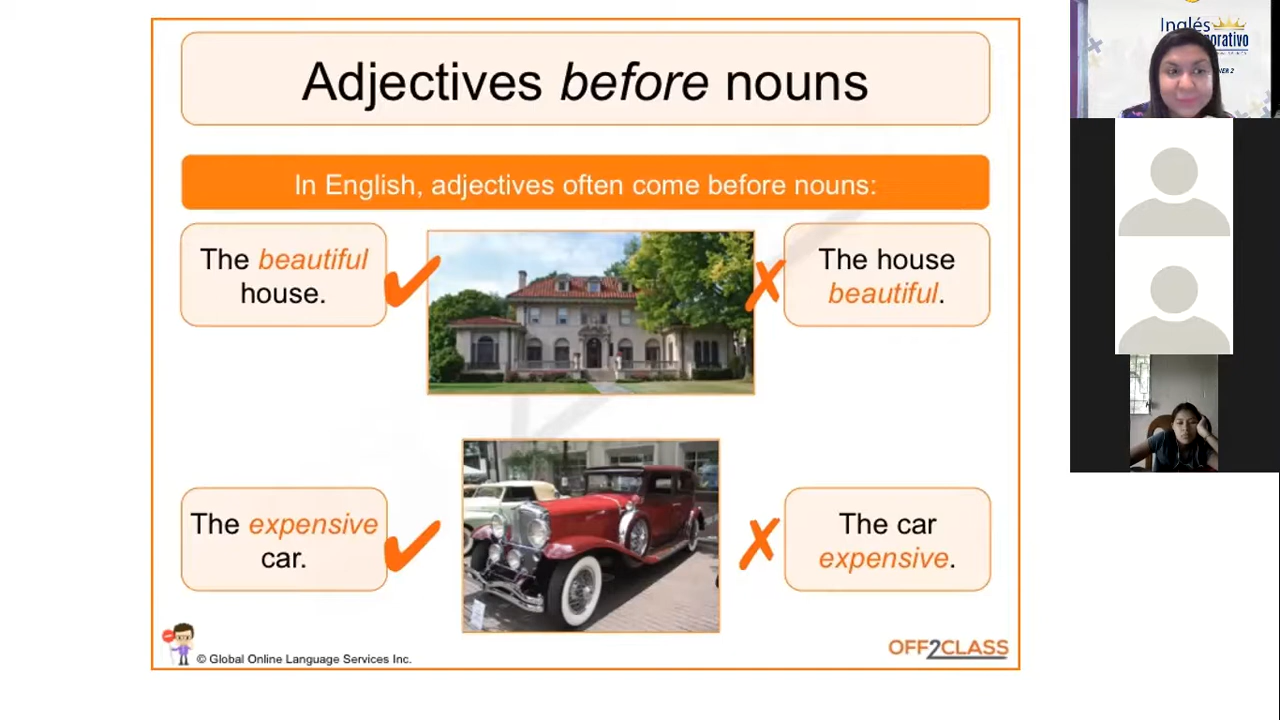 Adjectives before nouns
In English, adjectives often come before nouns:
The beautiful
house.
The house
beautiful.
The expensive
car.
The car
expensive.
© Global Online Language Services Inc.
OFF2CLASS
Inglés